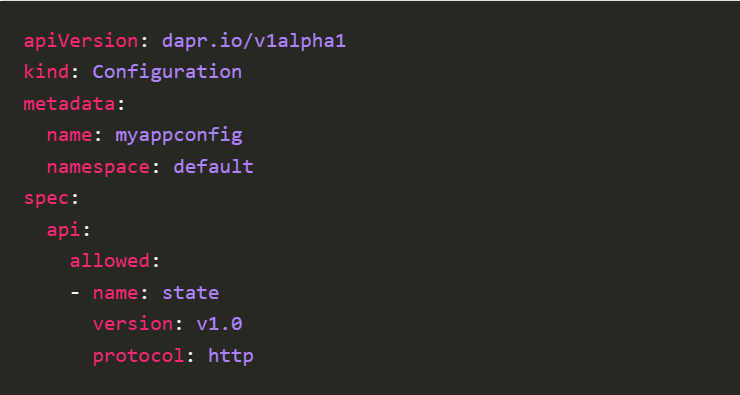 apiVersion: dapr.io/v1alpha1
kind: Configuration
metadata:
  name: myappconfig
  namespace: default
spec:
  api:
    allowed:
    - name: state
      version: v1.0
      protocol: http